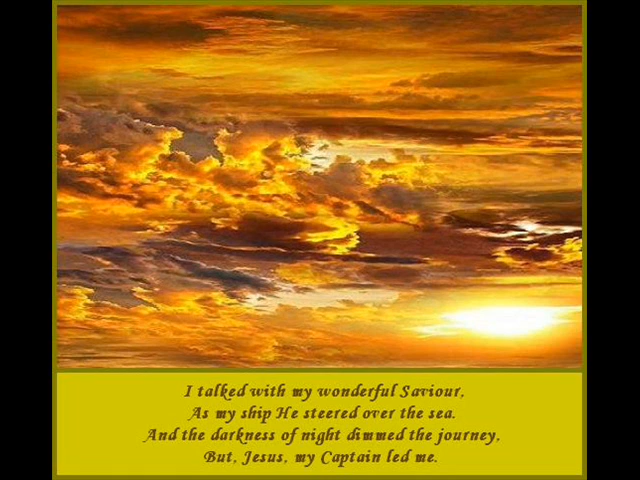 I talked with my wonderful Saviour,
As my ship He steered over the sea.
And the darkness of night dimmed the journey,
But, Jesus, my Captain led me.